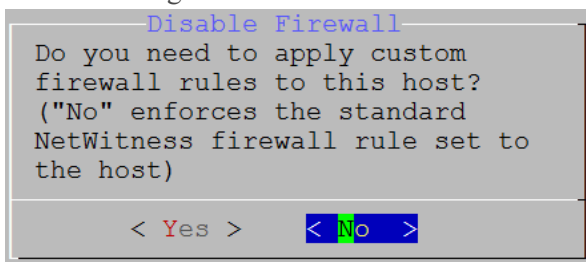 Disable Firewall
Do you need to apply custom
firewall rules to this host?
("No" enforces the standard
NetWitness firewall rule set to
the host)
< Yes > < No >